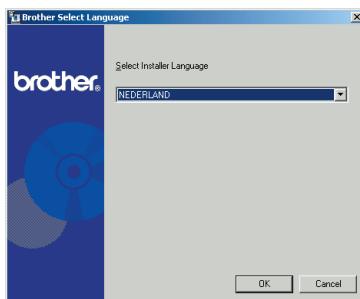 Brother Select Language
brother®
Select Installer Language
NEDERLAND
OK Cancel